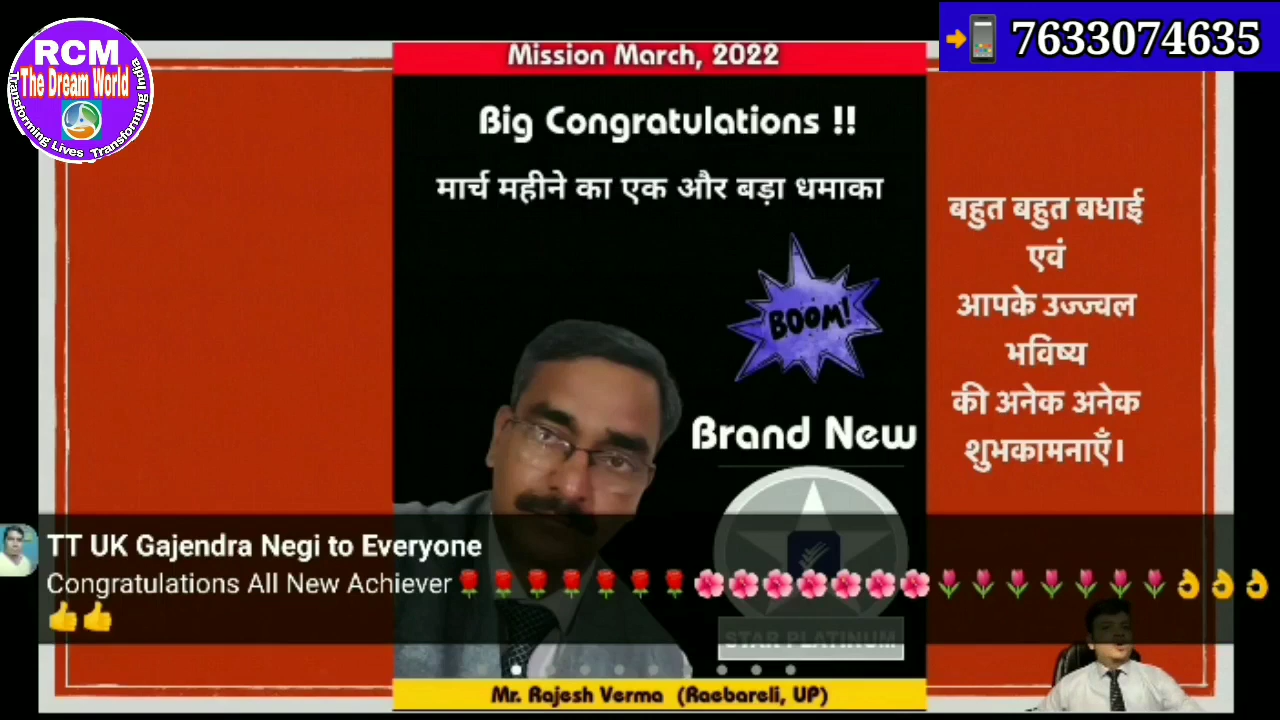 RCM
The Dream World
Transforming Lives Transforming India
7633074635
Mission March, 2022
Big Congratulations !!
मार्च महीने का एक और बड़ा धमाका
BOOM!
Brand New
STAR PLATINUM
Mr. Rajesh Verma (Raebareli, UP)
बहुत बहुत बधाई
एवं
आपके उज्ज्वल
भविष्य
की अनेक अनेक
शुभकामनाएँ।
TT UK Gajendra Negi to Everyone
Congratulations All New Achiever🌹🌹🌹🌹🌹🌹🌹🌺🌺🌺🌺🌺🌺🌺🌷🌷🌷🌷🌷🌷🌷👌👌👌
👍👍